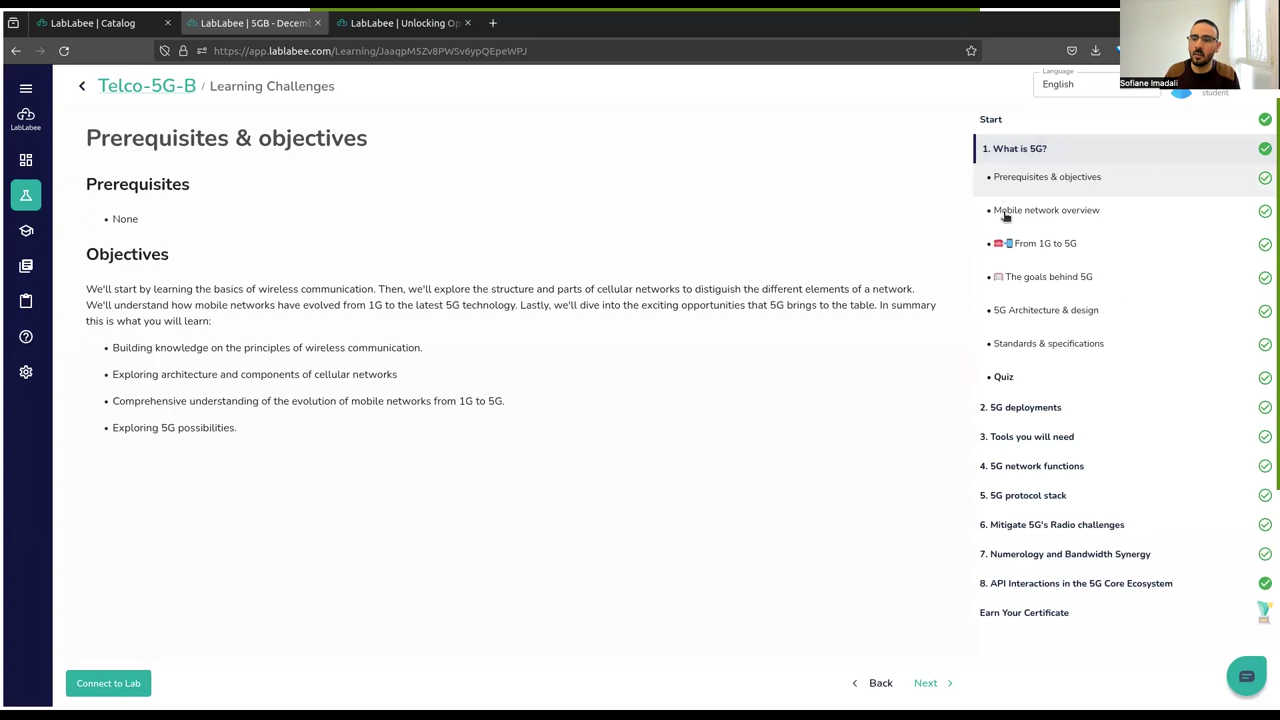 LabLabee | Catalog
LabLabee | 5GB - Decem
LabLabee | Unlocking Op
https://app.lablabee.com/Learning/JaaqpM5Zv8PWSv6ypQEpeWPJ
Sofiane Imadali
LabLabee
Telco-5G-B / Learning Challenges
Language
English
student
Prerequisites & objectives
Prerequisites
• None
Objectives
We'll start by learning the basics of wireless communication. Then, we'll explore the structure and parts of cellular networks to distiguish the different elements of a network.
We'll understand how mobile networks have evolved from 1G to the latest 5G technology. Lastly, we'll dive into the exciting opportunities that 5G brings to the table. In summary
this is what you will learn:
• Building knowledge on the principles of wireless communication.
• Exploring architecture and components of cellular networks
• Comprehensive understanding of the evolution of mobile networks from 1G to 5G.
• Exploring 5G possibilities.
Connect to Lab
Back
Next
Start
1. What is 5G?
• Prerequisites & objectives
• Mobile network overview
• From 1G to 5G
• The goals behind 5G
• 5G Architecture & design
• Standards & specifications
• Quiz
2. 5G deployments
3. Tools you will need
4. 5G network functions
5. 5G protocol stack
6. Mitigate 5G's Radio challenges
7. Numerology and Bandwidth Synergy
8. API Interactions in the 5G Core Ecosystem
Earn Your Certificate